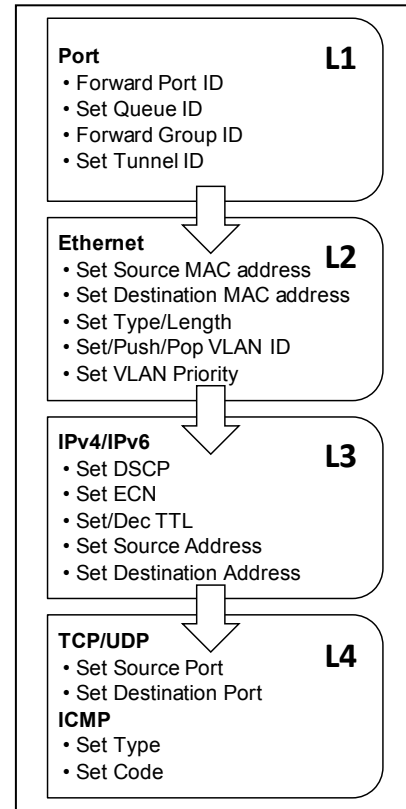 Port L1
• Forward Port ID
• Set Queue ID
• Forward Group ID
• Set Tunnel ID
Ethernet
• Set Source MAC address L2
• Set Destination MAC address
• Set Type/Length
• Set/Push/Pop VLAN ID
• Set VLAN Priority
IPv4/IPv6 L3
• Set DSCP
• Set ECN
• Set/Dec TTL
• Set Source Address
• Set Destination Address
TCP/UDP L4
• Set Source Port
• Set Destination Port
ICMP
• Set Type
• Set Code